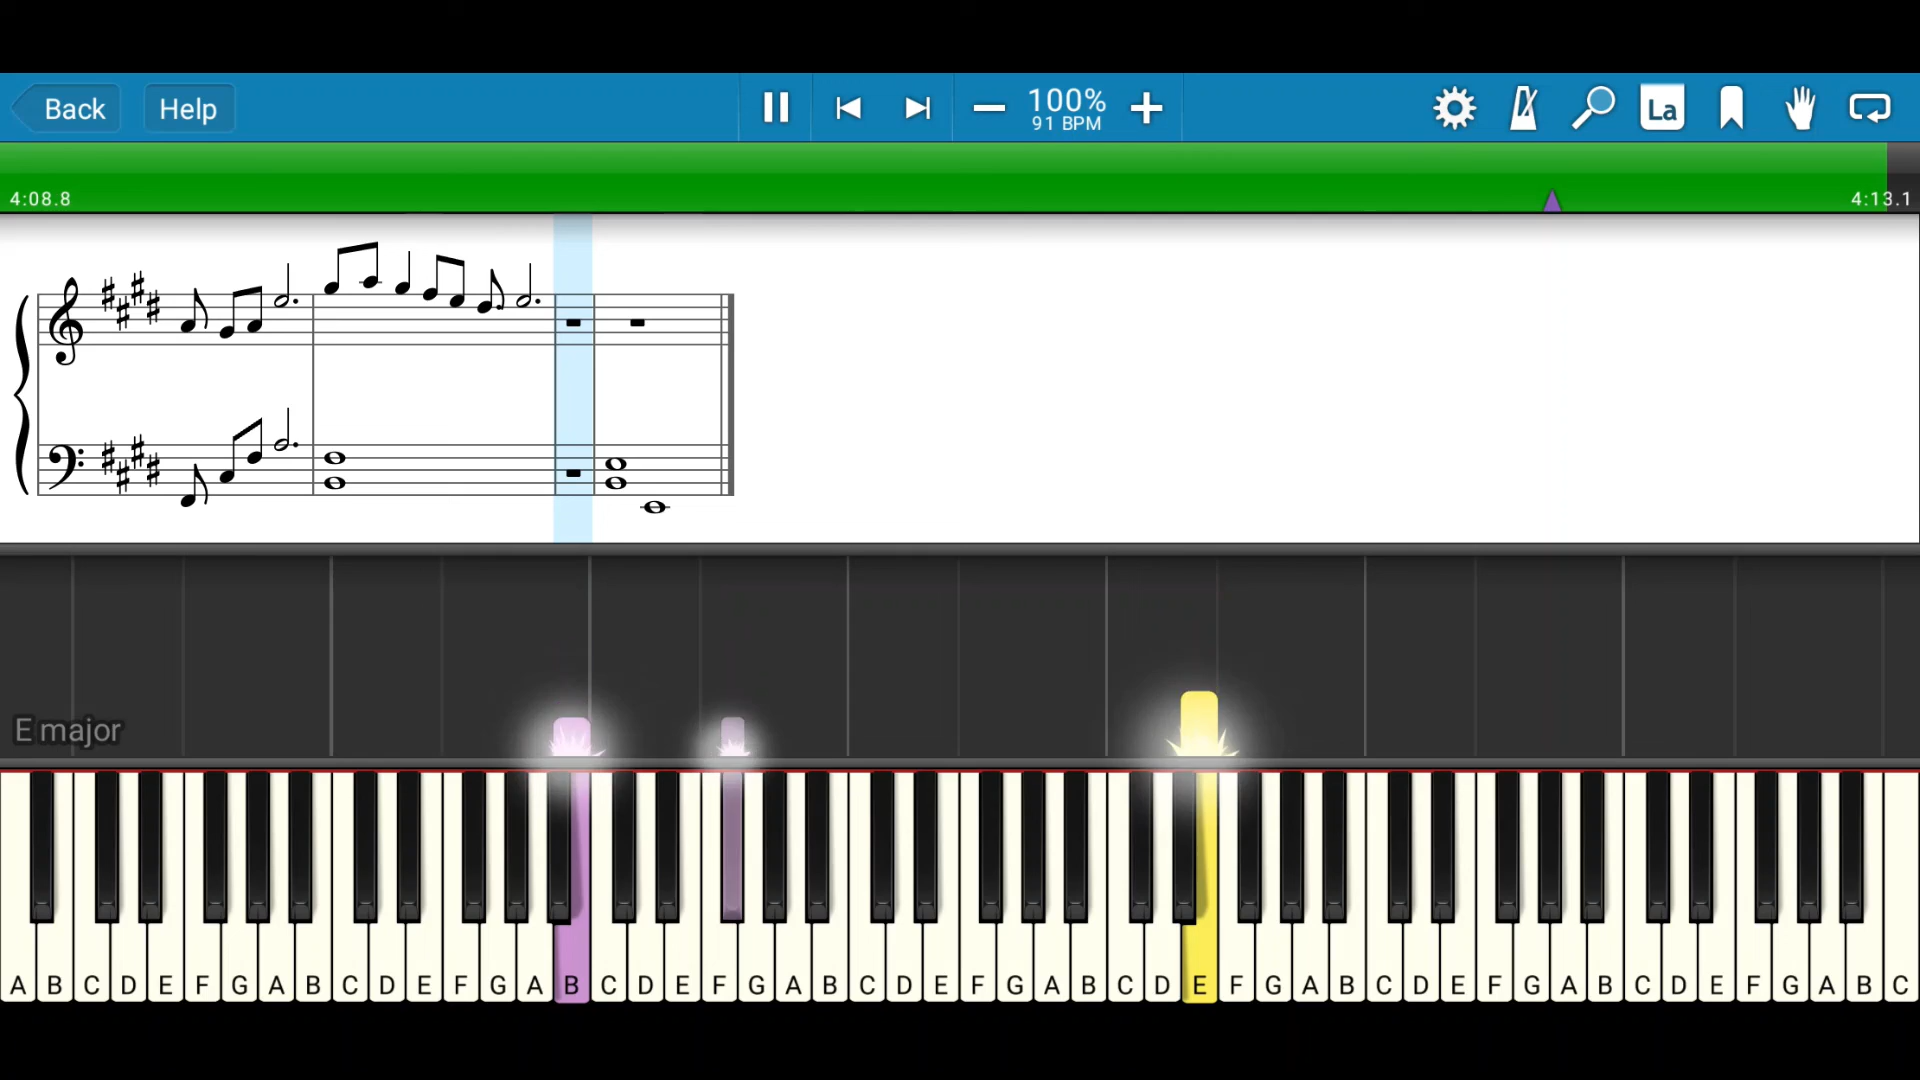 Back Help 100% La
91 BPM
4:08.8 4:13.1
E major
A B C D E F G A B C D E F G A B C D E F G A B C D E F G A B C D E F G A B C D E F G A B C D E F G A B C